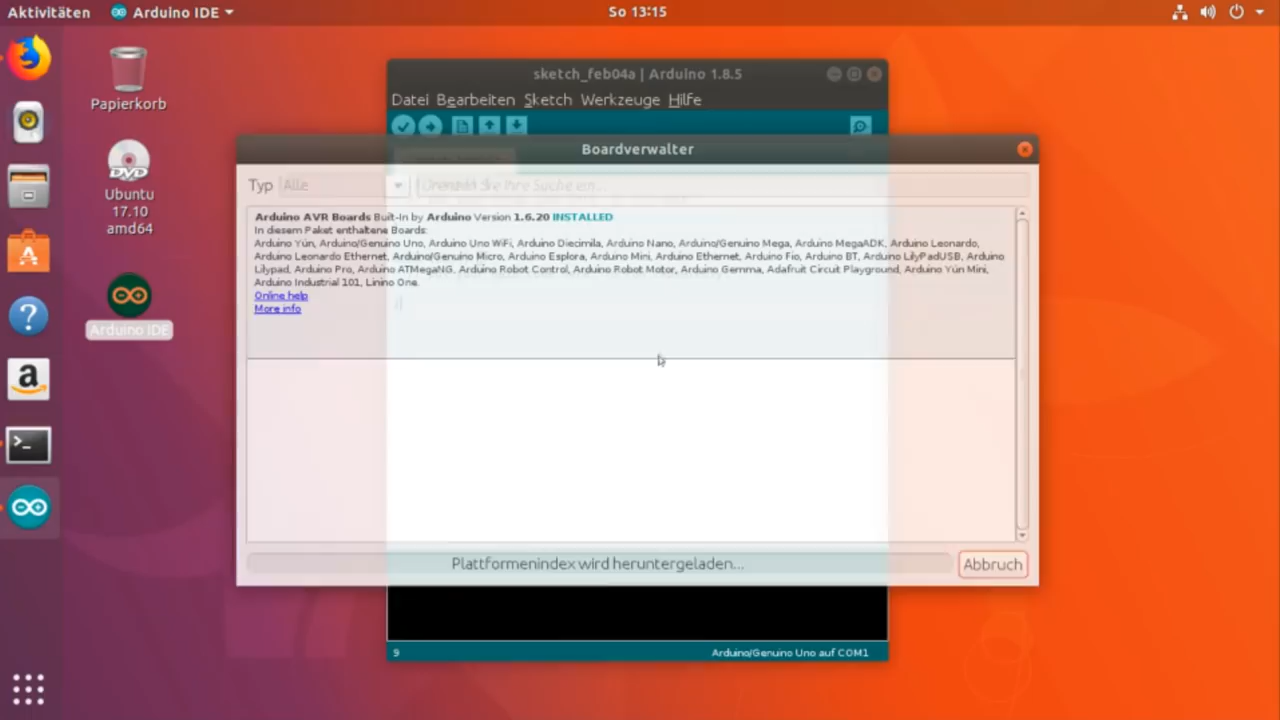 Aktivitäten
Arduino IDE
So 13:15
Papierkorb
DVD
Ubuntu
17.10
amd64
Arduino IDE
sketch_feb04a | Arduino 1.8.5
Datei Bearbeiten Sketch Werkzeuge Hilfe
Boardverwalter
Typ Alle
Arduino AVR Boards Built-In by Arduino Version 1.6.20 INSTALLED
In diesem Paket enthaltene Boards:
Arduino Yún, Arduino/Genuino Uno, Arduino Uno WiFi, Arduino Diecimila, Arduino Nano, Arduino/Genuino Mega, Arduino MegaADK, Arduino Leonardo,
Arduino Leonardo Ethernet, Arduino/Genuino Micro, Arduino Esplora, Arduino Mini, Arduino Ethernet, Arduino Fio, Arduino BT, Arduino LilyPadUSB, Arduino
Lilypad, Arduino Pro, Arduino ATMegaNG, Arduino Robot Control, Arduino Robot Motor, Arduino Gemma, Adafruit Circuit Playground, Arduino Yún Mini,
Arduino Industrial 101, Linino One.
Online help
More info
Plattformenindex wird heruntergeladen...
Abbruch
9
Arduino/Genuino Uno auf COM1